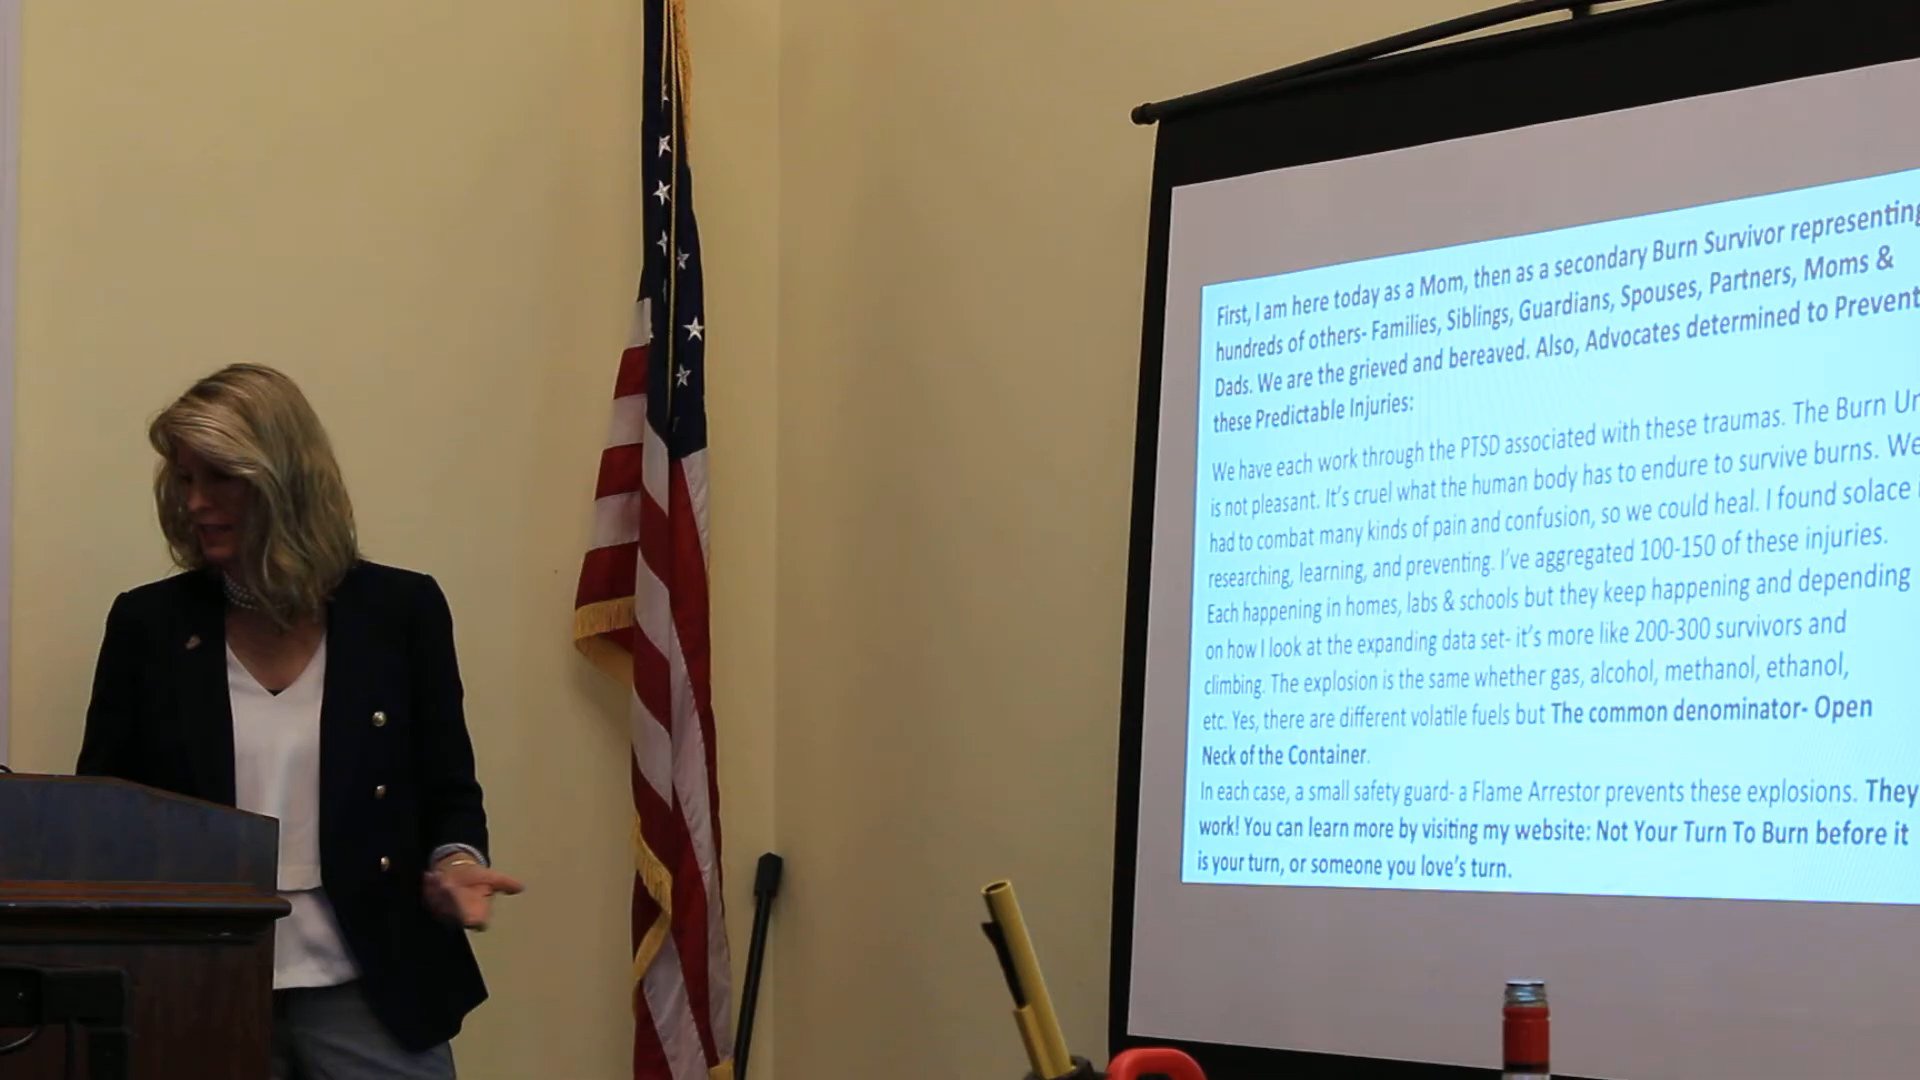 First, I am here today as a Mom, then as a secondary Burn Survivor representing
hundreds of others- Families, Siblings, Guardians, Spouses, Partners, Moms &
Dads. We are the grieved and bereaved. Also, Advocates determined to Prevent
these Predictable Injuries:
We have each work through the PTSD associated with these traumas. The Burn
is not pleasant. It's cruel what the human body has to endure to survive burns. We
had to combat many kinds of pain and confusion, so we could heal. I found solace
researching, learning, and preventing. I've aggregated 100-150 of these injuries.
Each happening in homes, labs & schools but they keep happening and depending
on how I look at the expanding data set- it's more like 200-300 survivors and
climbing. The explosion is the same whether gas, alcohol, methanol, ethanol,
etc. Yes, there are different volatile fuels but The common denominator- Open
Neck of the Container.
In each case, a small safety guard- a Flame Arrestor prevents these explosions. They
work! You can learn more by visiting my website: Not Your Turn To Burn before it
is your turn, or someone you love's turn.